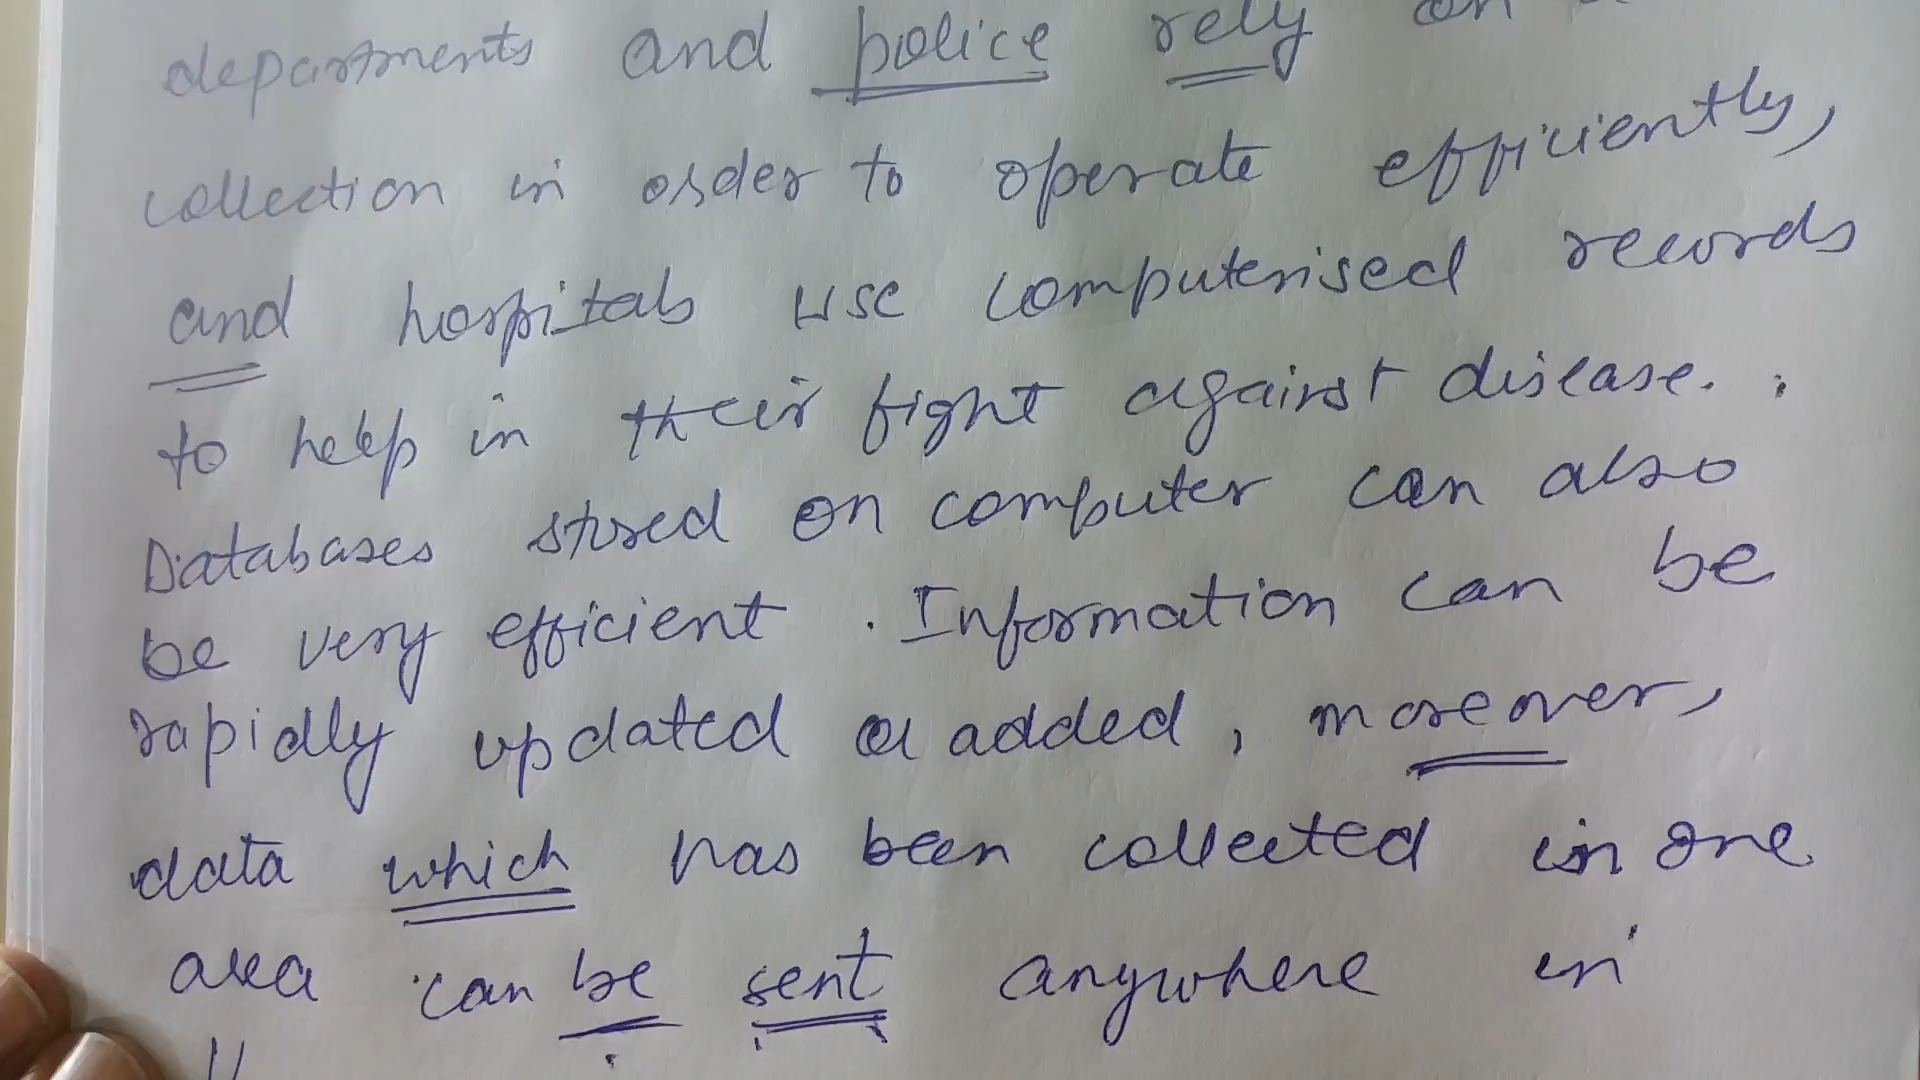 departments and police rely on
collection in order to operate efficiently,
and hospitals use computerised records
to help in their fight against disease.
Databases stored on computer can also
be very efficient. Information can be
rapidly updated or added, moreover,
data which has been collected in one
area can be sent anywhere in